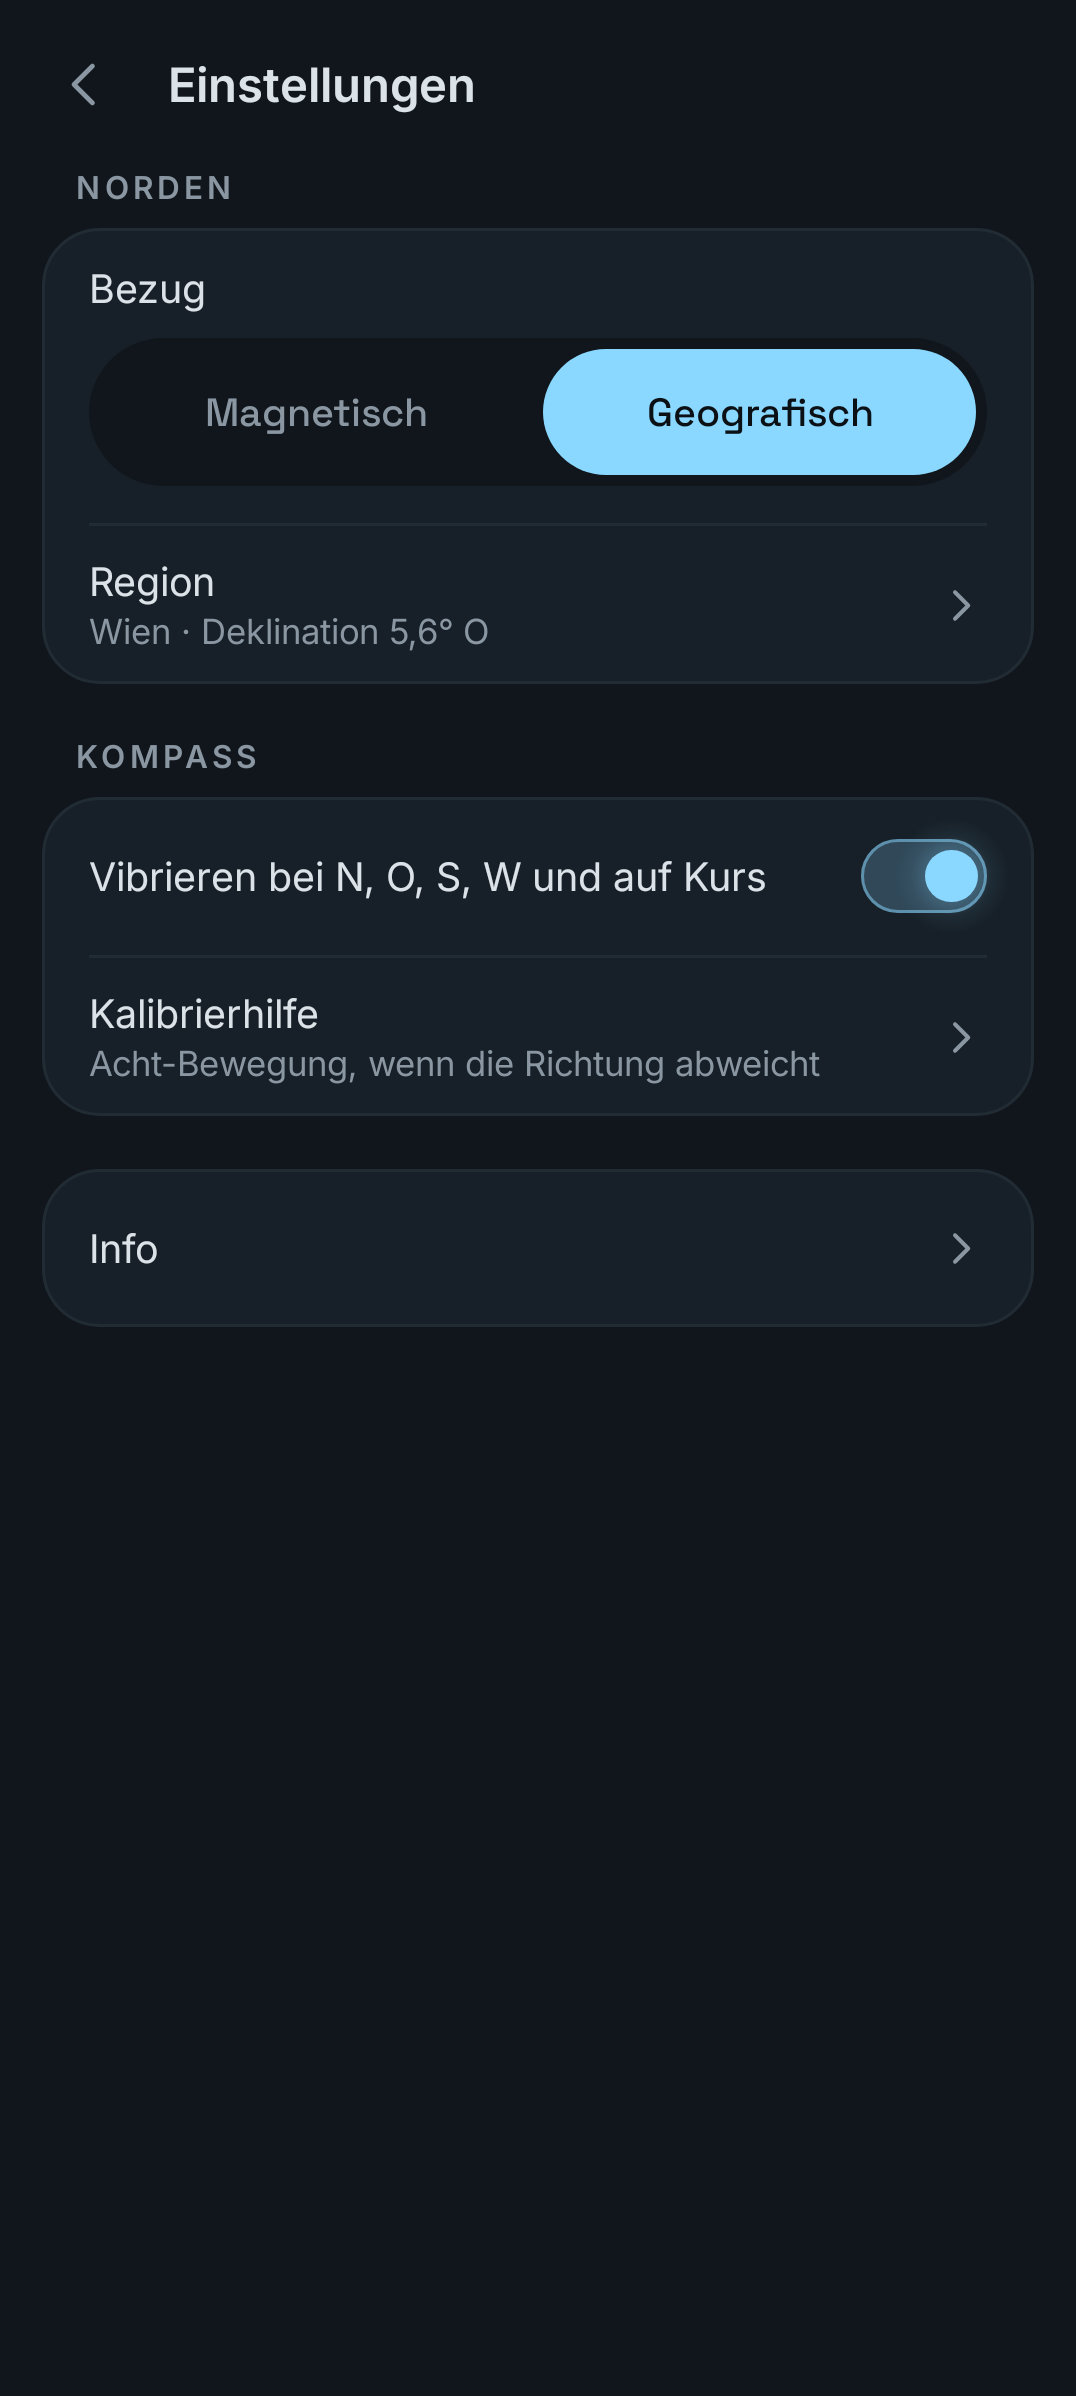 Einstellungen
NORDEN
Bezug
Magnetisch
Geografisch
Region
Wien · Deklination 5,6° O
KOMPASS
Vibrieren bei N, O, S, W und auf Kurs
Kalibrierhilfe
Acht-Bewegung, wenn die Richtung abweicht
Info